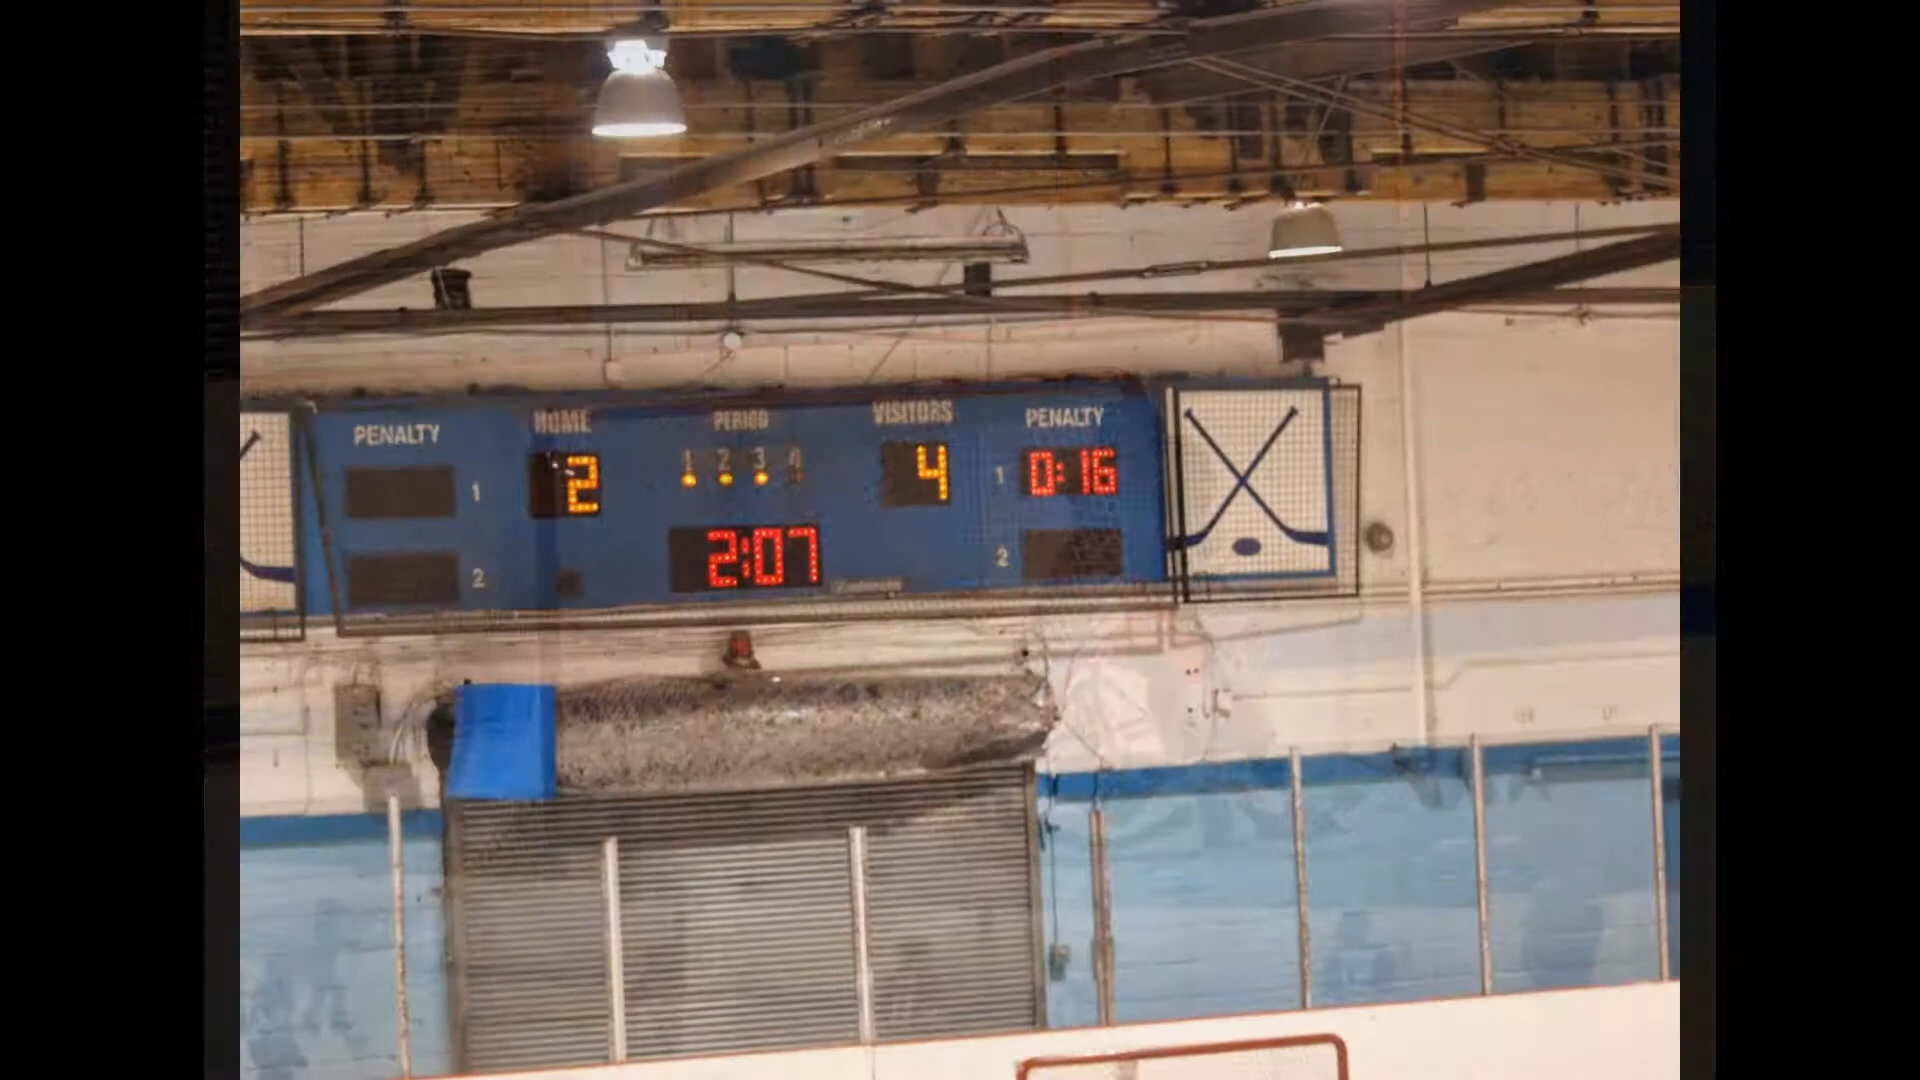 PENALTY HOME PERIOD VISITORS PENALTY
1 2 1 2 3 4 4 1 0:16
2 2:07 2